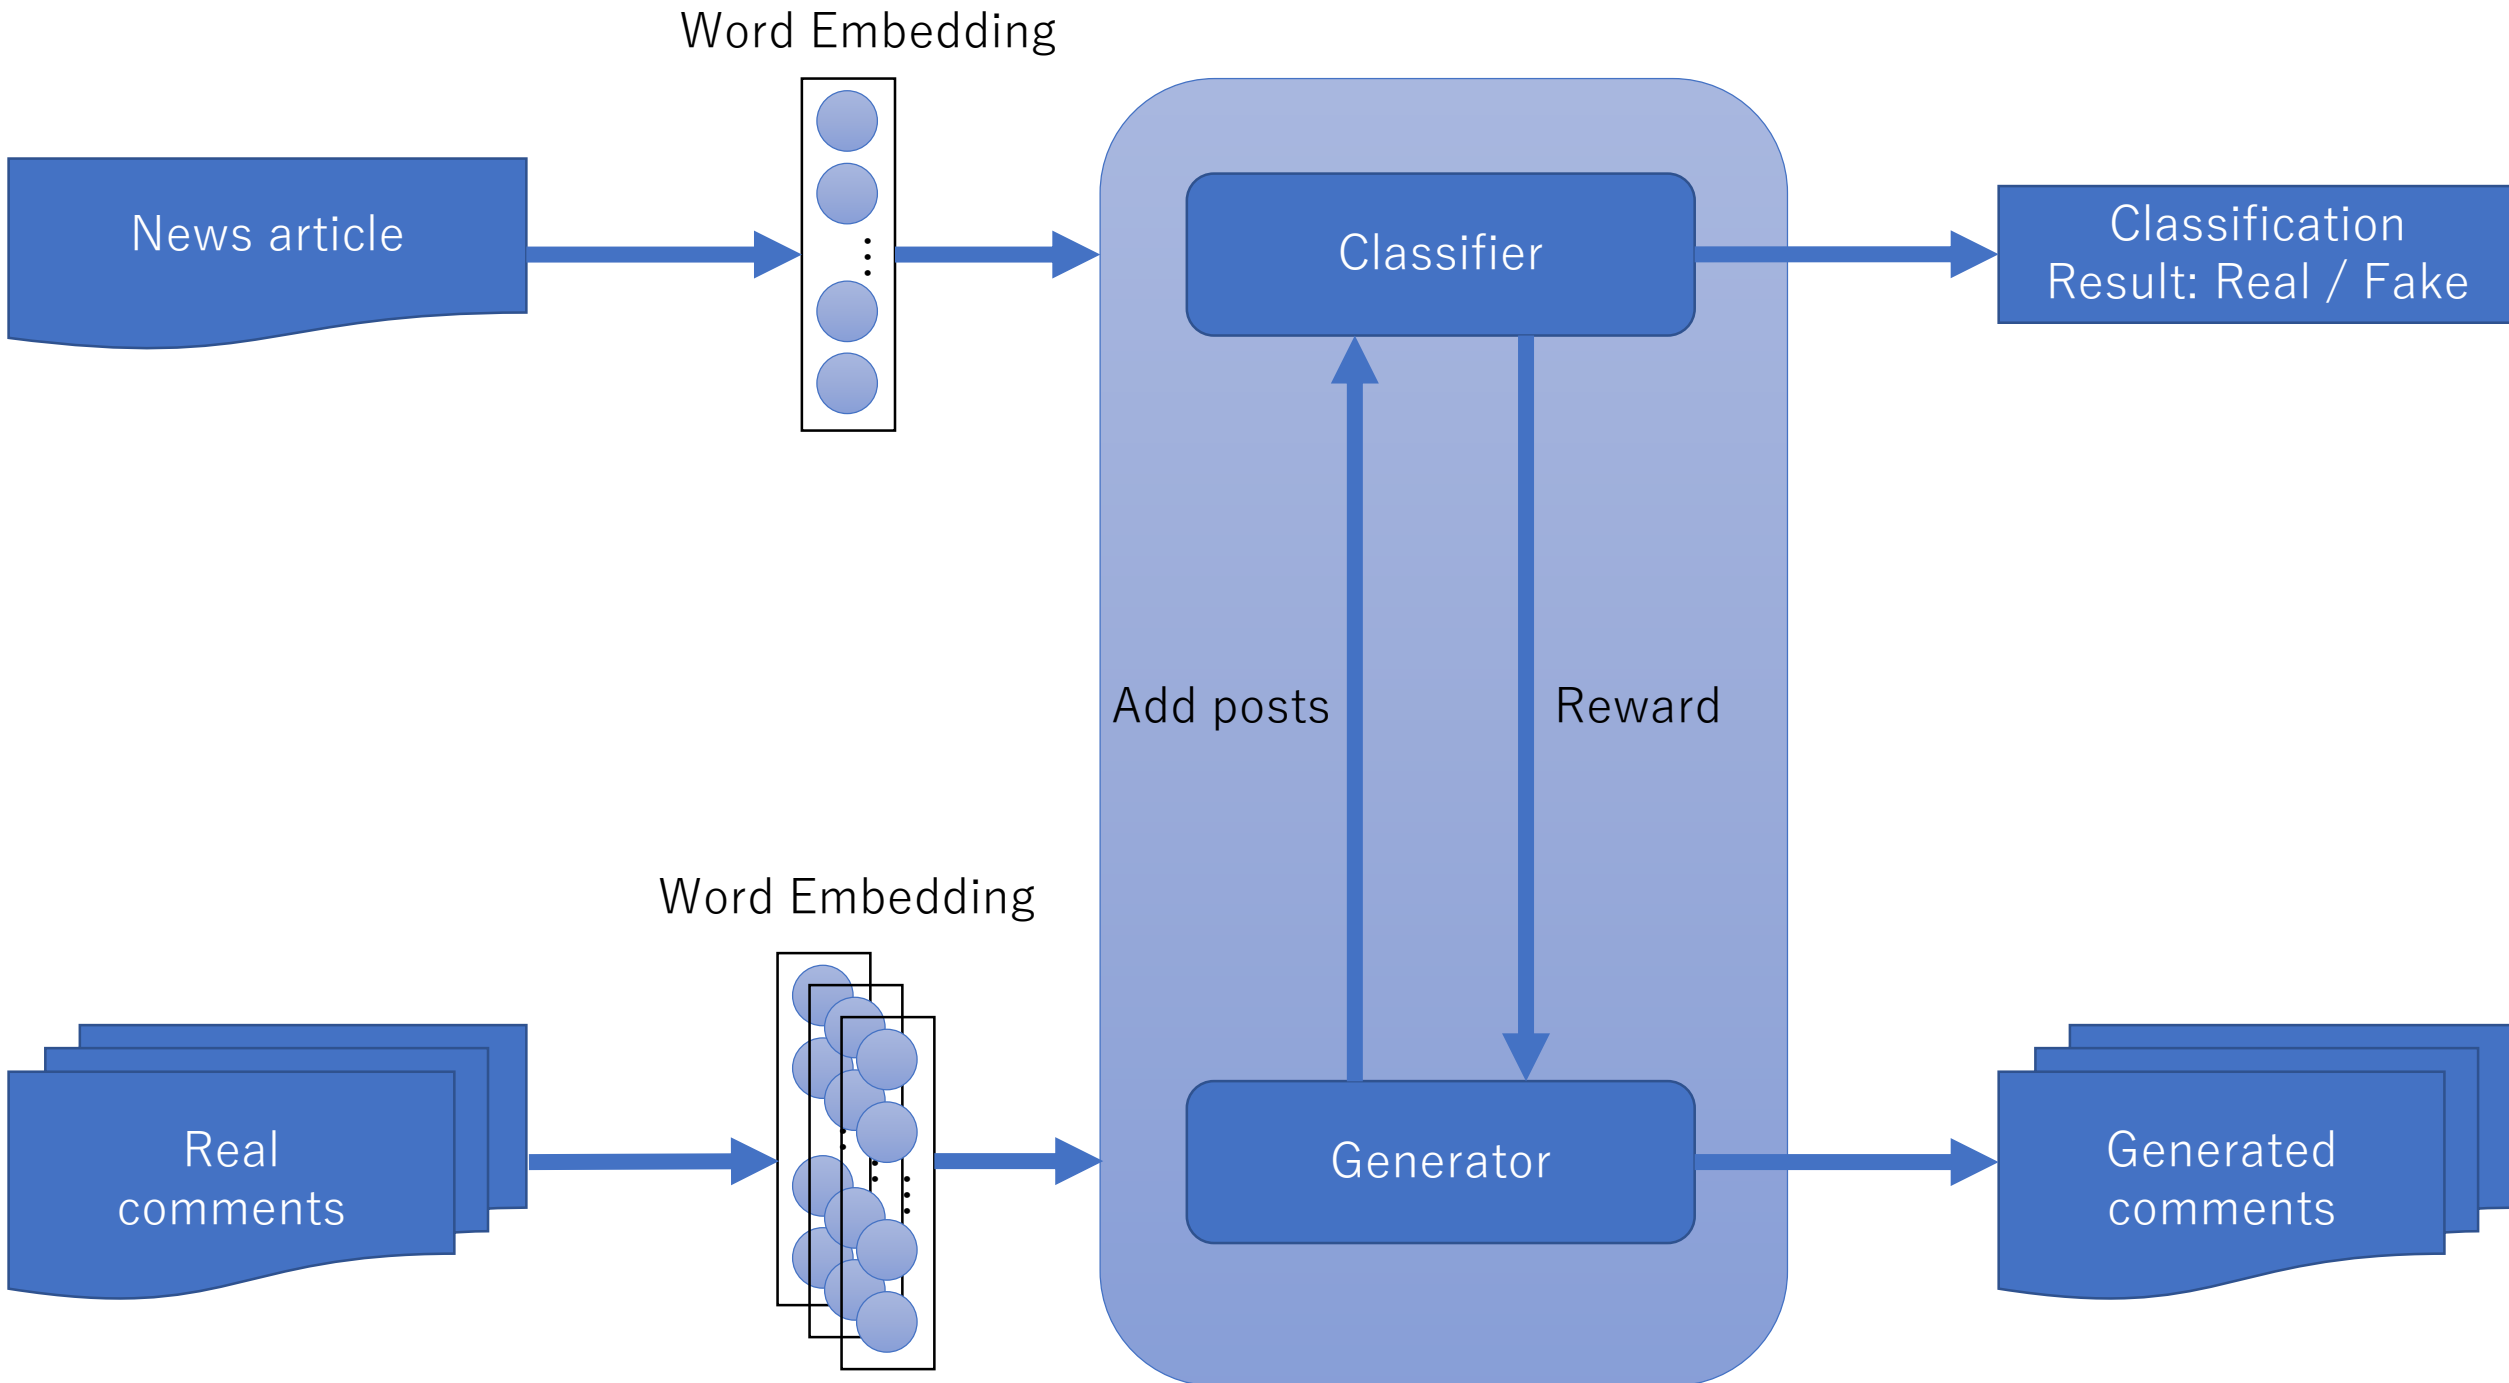 Word Embedding
News article
Classifier
Classification
Result: Real / Fake
Add posts
Reward
Word Embedding
Real
comments
Generator
Generated
comments